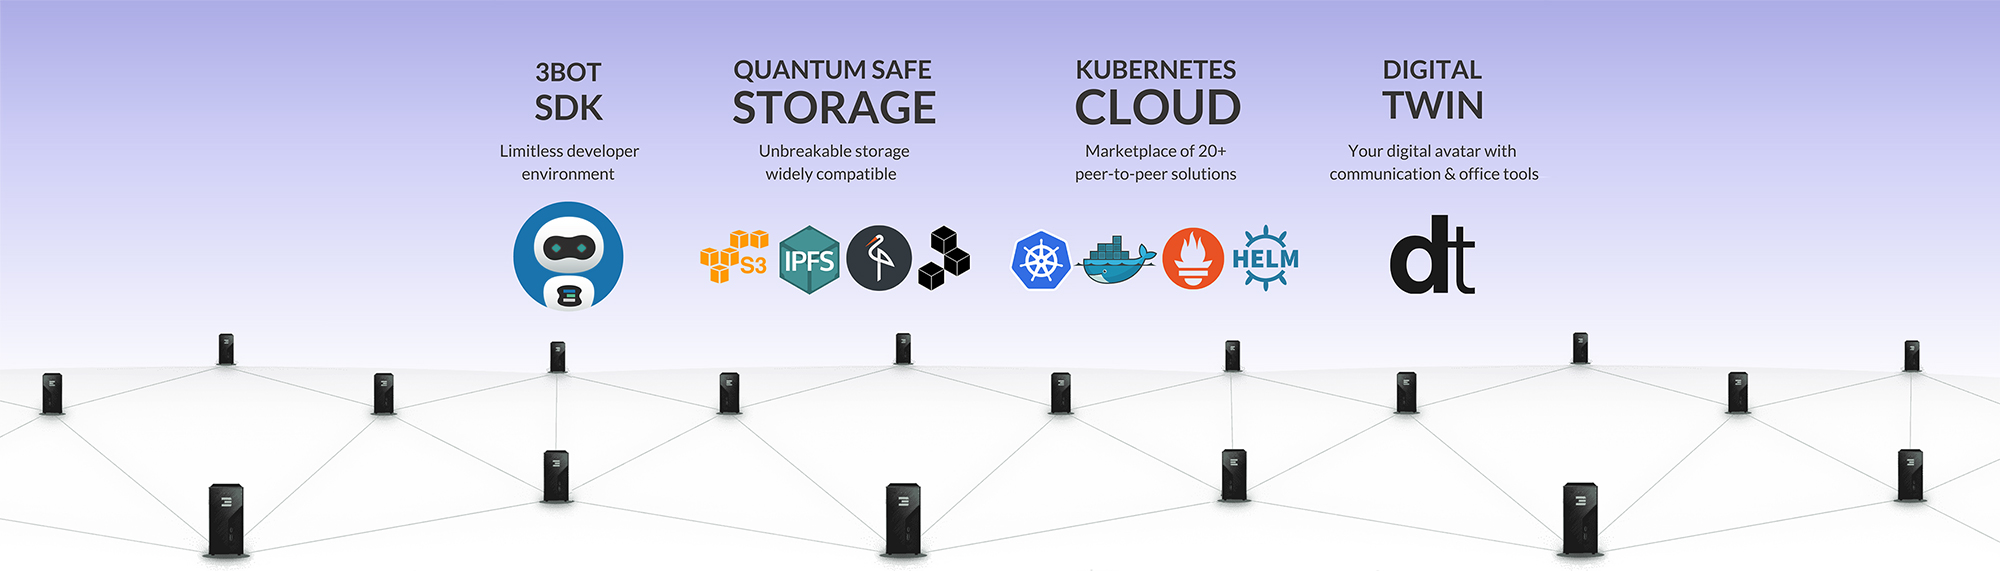 3BOT
SDK
Limitless developer
environment
QUANTUM SAFE
STORAGE
Unbreakable storage
widely compatible
S3
IPFS
KUBERNETES
CLOUD
Marketplace of 20+
peer-to-peer solutions
HELM
DIGITAL
TWIN
Your digital avatar with
communication & office tools
dt